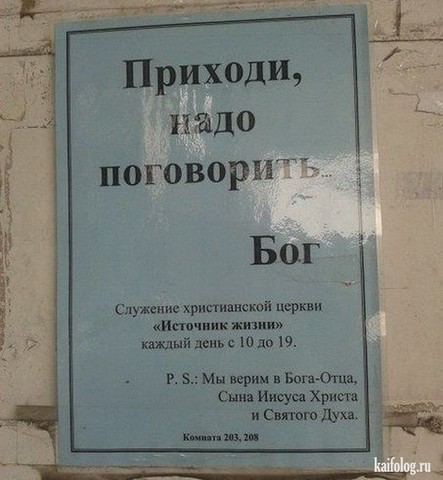 Приходи,
надо
поговорить...
Бог
Служение христианской церкви
«Источник жизни»
каждый день с 10 до 19.
P. S.: Мы верим в Бога-Отца,
Сына Иисуса Христа
и Святого Духа.
Комната 203, 208
kaifolog.ru